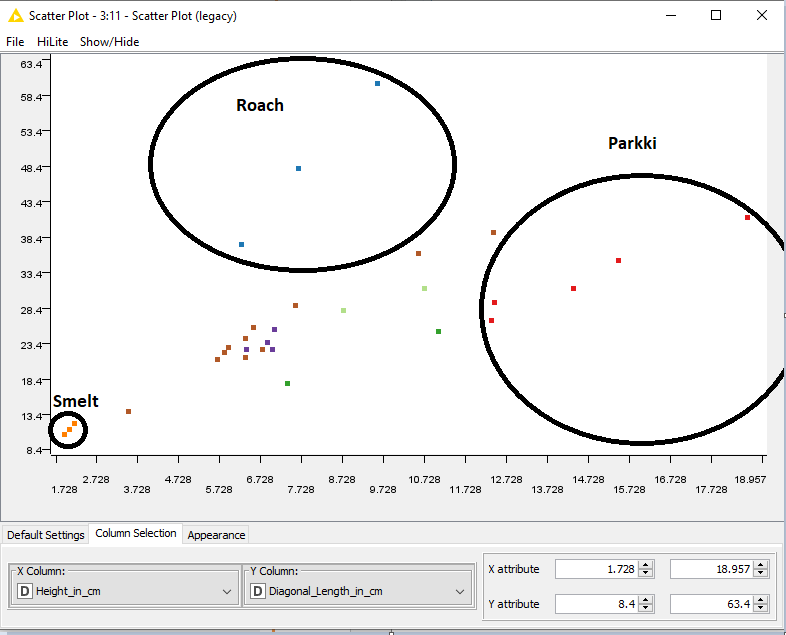 Scatter Plot - 3:11 - Scatter Plot (legacy)
File HiLite Show/Hide
63.4
58.4
53.4
48.4
43.4
38.4
33.4
28.4
23.4
18.4
13.4
8.4
Roach
Parkki
Smelt
2.728 4.728 6.728 8.728 10.728 12.728 14.728 16.728 18.957
1.728 3.728 5.728 7.728 9.728 11.728 13.728 15.728 17.728
Default Settings Column Selection Appearance
X Column: Y Column:
D Height_in_cm D Diagonal_Length_in_cm
X attribute 1.728 18.957
Y attribute 8.4 63.4